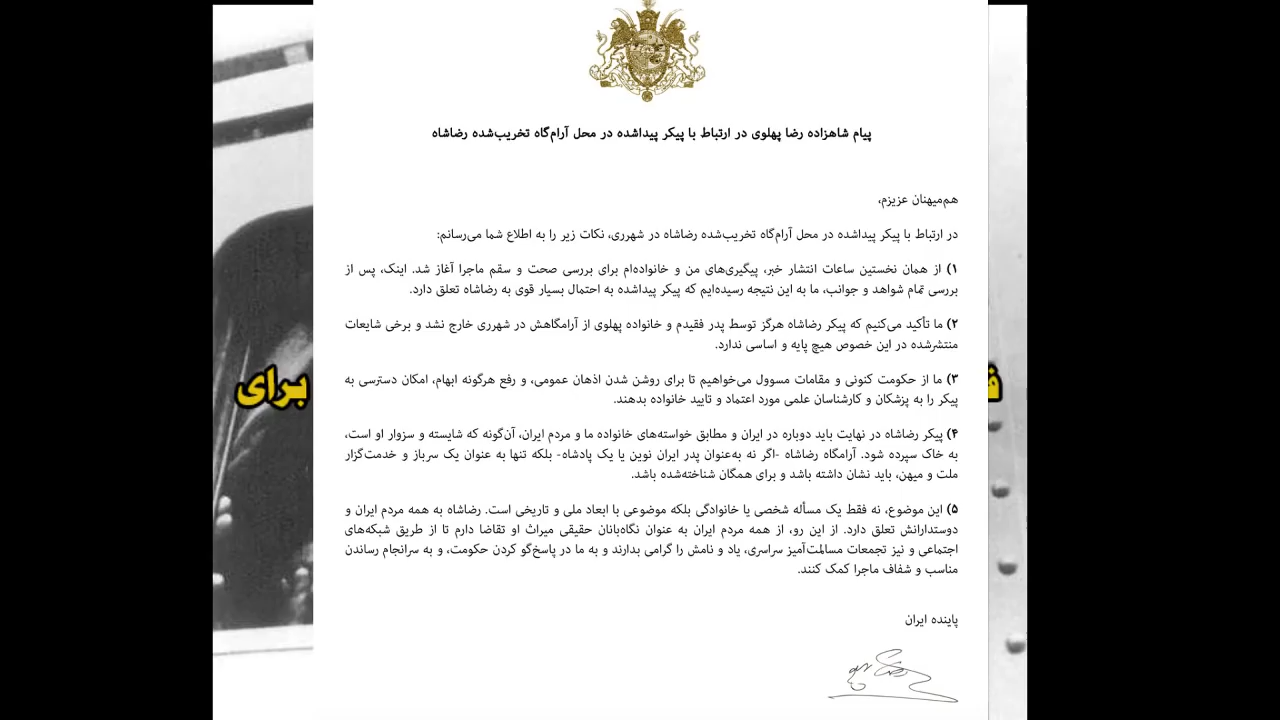 پیام شاهزاده رضا پهلوی در ارتباط با پیکر پیداشده در محل آرام‌گاه تخریب‌شده رضاشاه
هم‌میهنان عزیزم،
در ارتباط با پیکر پیداشده در محل آرام‌گاه تخریب‌شده رضاشاه در شهرری، نکات زیر را به اطلاع شما می‌رسانم:
۱) از همان نخستین ساعات انتشار خبر، پیگیری‌های من و خانواده‌ام برای بررسی صحت و سقم ماجرا آغاز شد. اینک، پس از
بررسی تمام شواهد و جوانب، ما به این نتیجه رسیده‌ایم که پیکر پیداشده به احتمال بسیار قوی به رضاشاه تعلق دارد.
۲) ما تأکید می‌کنیم که پیکر رضاشاه هرگز توسط پدر فقیدم و خانواده پهلوی از آرامگاهش در شهرری خارج نشد و برخی شایعات
منتشرشده در این خصوص هیچ پایه و اساسی ندارد.
۳) ما از حکومت کنونی و مقامات مسوول می‌خواهیم تا برای روشن شدن اذهان عمومی، و رفع هرگونه ابهام، امکان دسترسی به
پیکر را به پزشکان و کارشناسان علمی مورد اعتماد و تایید خانواده بدهند.
۴) پیکر رضاشاه در نهایت باید دوباره در ایران و مطابق خواسته‌های خانواده ما و مردم ایران، آن‌گونه که شایسته و سزوار او است،
به خاک سپرده شود. آرامگاه رضاشاه -اگر نه به‌عنوان پدر ایران نوین یا یک پادشاه- بلکه تنها به عنوان یک سرباز و خدمت‌گزار
ملت و میهن، باید نشان داشته باشد و برای همگان شناخته‌شده باشد.
۵) این موضوع، نه فقط یک مسأله شخصی یا خانوادگی بلکه موضوعی با ابعاد ملی و تاریخی است. رضاشاه به همه مردم ایران و
دوستدارانش تعلق دارد. از این رو، از همه مردم ایران به عنوان نگاه‌بانان حقیقی میراث او تقاضا دارم تا از طریق شبکه‌های
اجتماعی و نیز تجمعات مسالمت‌آمیز سراسری، یاد و نامش را گرامی بدارند و به ما در پاسخ‌گو کردن حکومت، و به سرانجام رساندن
مناسب و شفاف ماجرا کمک کنند.
پاینده ایران
برای